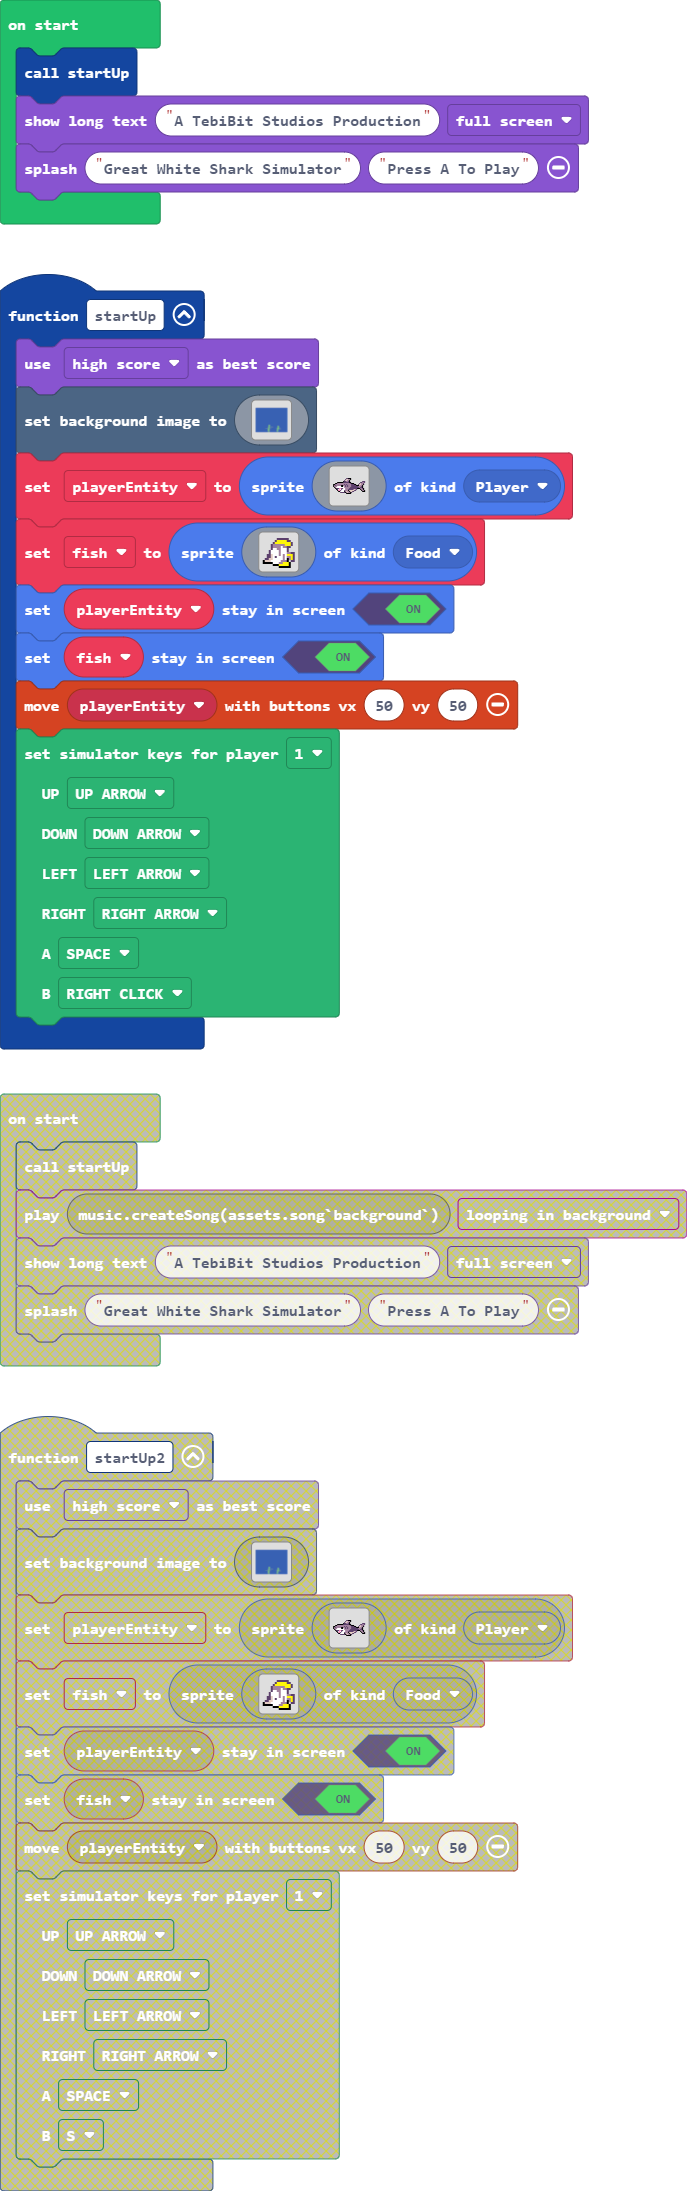 on start
call startUp
show long text "A TebiBit Studios Production" full screen
splash "Great White Shark Simulator" "Press A To Play"
function startUp
use high score as best score
set background image to
set playerEntity to sprite of kind Player
set fish to sprite of kind Food
set playerEntity stay in screen ON
set fish stay in screen ON
move playerEntity with buttons vx 50 vy 50
set simulator keys for player 1
UP UP ARROW
DOWN DOWN ARROW
LEFT LEFT ARROW
RIGHT RIGHT ARROW
A SPACE
B RIGHT CLICK
on start
call startUp
play music.createSong(assets.song`background`) looping in background
show long text "A TebiBit Studios Production" full screen
splash "Great White Shark Simulator" "Press A To Play"
function startUp2
use high score as best score
set background image to
set playerEntity to sprite of kind Player
set fish to sprite of kind Food
set playerEntity stay in screen ON
set fish stay in screen ON
move playerEntity with buttons vx 50 vy 50
set simulator keys for player 1
UP UP ARROW
DOWN DOWN ARROW
LEFT LEFT ARROW
RIGHT RIGHT ARROW
A SPACE
B S